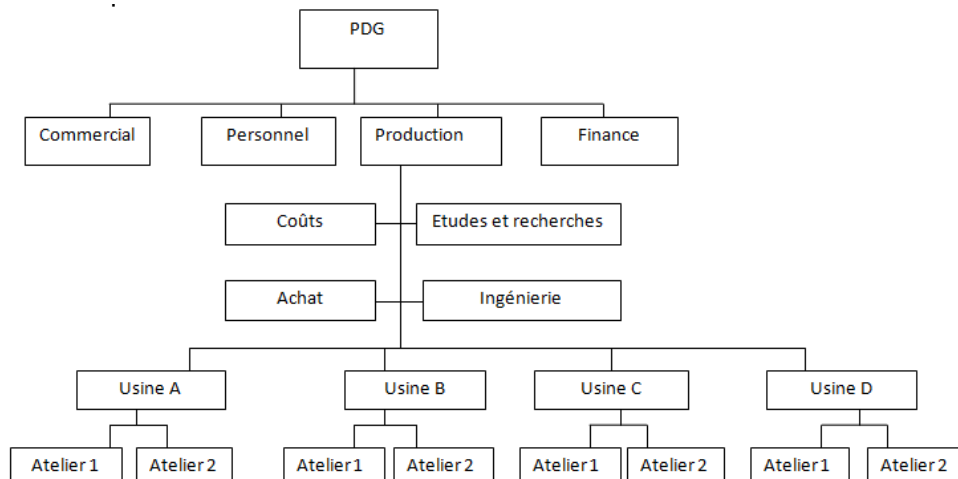 PDG
Commercial
Personnel
Production
Finance
Coûts
Etudes et recherches
Achat
Ingénierie
Usine A
Usine B
Usine C
Usine D
Atelier 1
Atelier 2
Atelier 1
Atelier 2
Atelier 1
Atelier 2
Atelier 1
Atelier 2